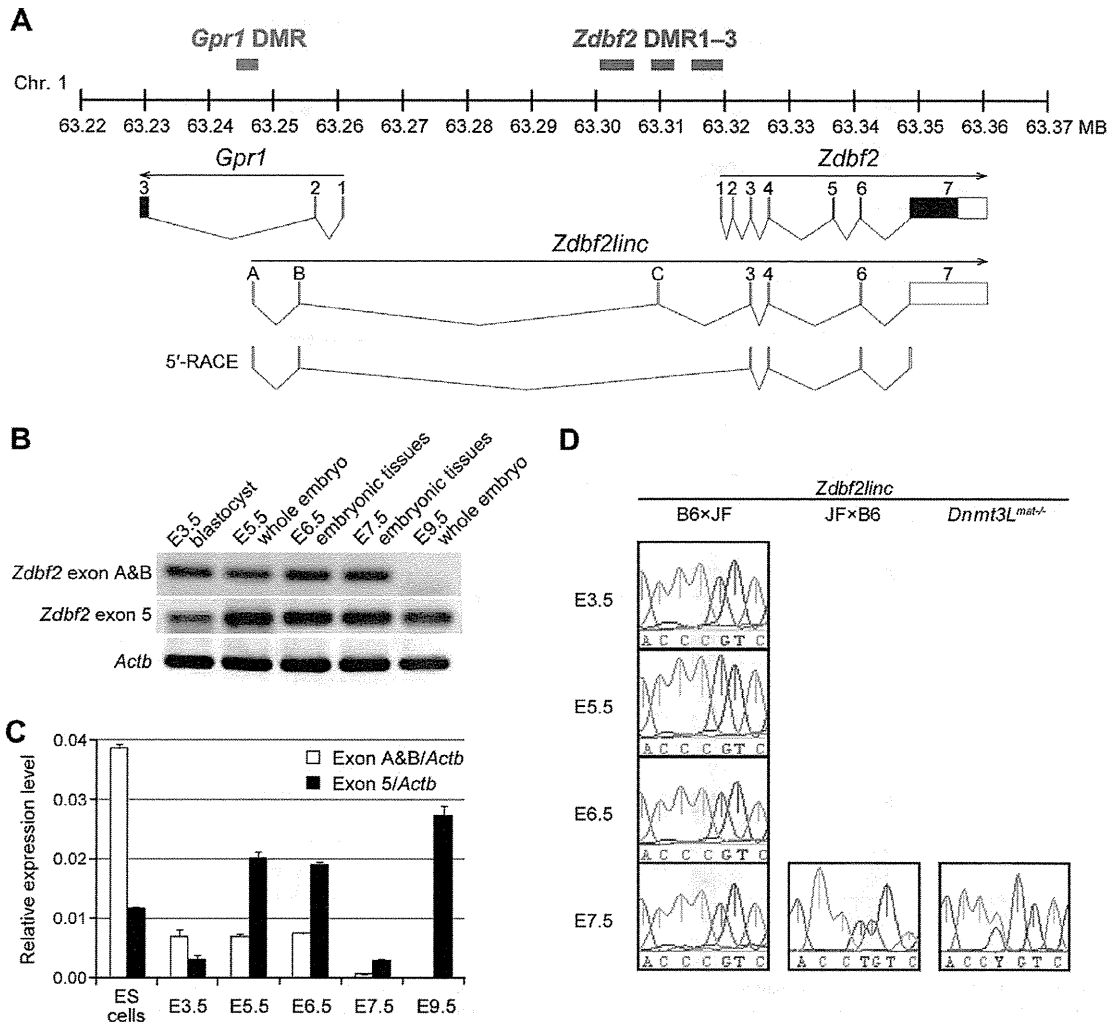 A
Gpr1 DMR
Zdbf2 DMR1–3
Chr. 1
63.22 63.23 63.24 63.25 63.26 63.27 63.28 63.29 63.30 63.31 63.32 63.33 63.34 63.35 63.36 63.37 MB
Gpr1
Zdbf2
3 2 1
1 2 3 4 5 6 7
Zdbf2linc
A B C 3 4 6 7
5′-RACE
B
E3.5 blastocyst
E5.5 whole embryo
E6.5 embryonic tissues
E7.5 embryonic tissues
E9.5 whole embryo
Zdbf2 exon A&B
Zdbf2 exon 5
Actb
C
Relative expression level
0.04
0.03
0.02
0.01
0.00
Exon A&B/Actb
Exon 5/Actb
ES cells
E3.5 E5.5 E6.5 E7.5 E9.5
D
Zdbf2linc
B6×JF JF×B6 Dnmt3Lmat-/-
E3.5
A C C C G T C
E5.5
A C C C G T C
E6.5
A C C C G T C
E7.5
A C C C G T C
A C C T G T C
A C C Y G T C